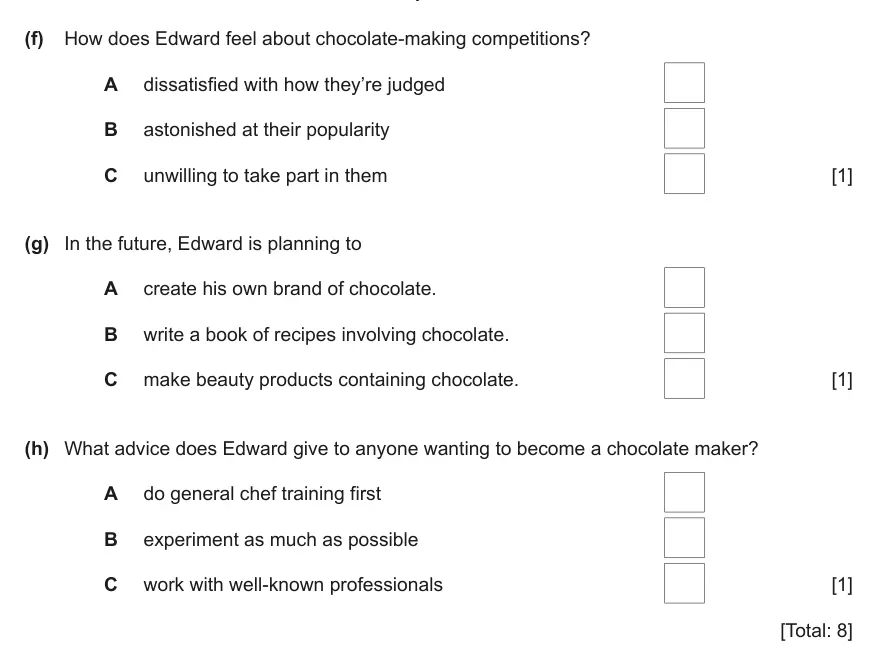 (f) How does Edward feel about chocolate-making competitions?
A dissatisfied with how they're judged
B astonished at their popularity
C unwilling to take part in them [1]
(g) In the future, Edward is planning to
A create his own brand of chocolate.
B write a book of recipes involving chocolate.
C make beauty products containing chocolate. [1]
(h) What advice does Edward give to anyone wanting to become a chocolate maker?
A do general chef training first
B experiment as much as possible
C work with well-known professionals [1]
[Total: 8]